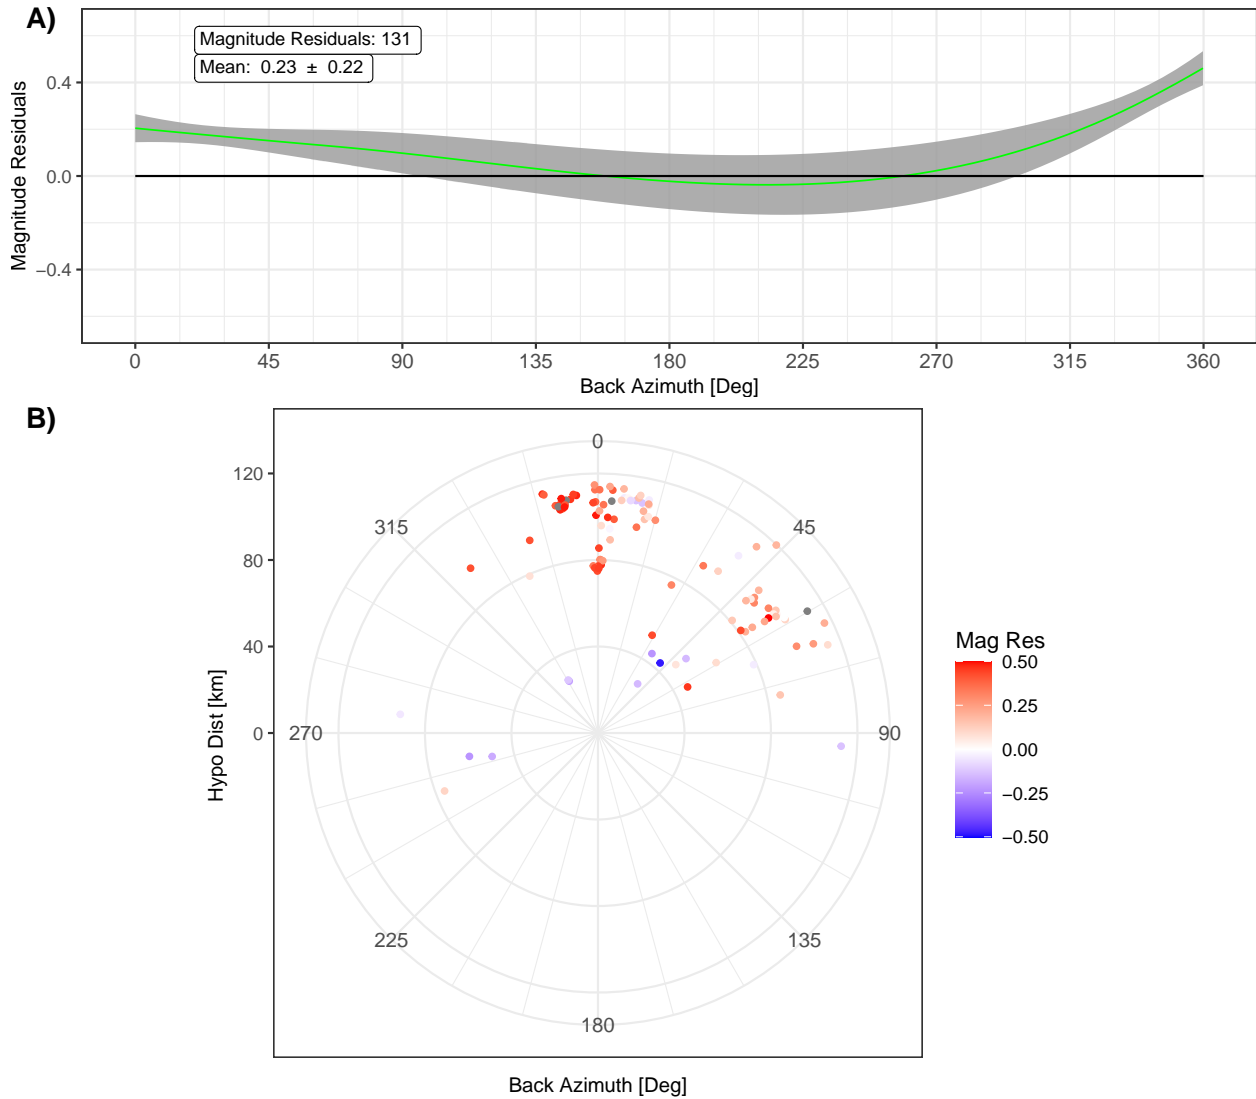 A)
Magnitude Residuals: 131
Mean: 0.23 ± 0.22
Magnitude Residuals
0.4
0.0
−0.4
0 45 90 135 180 225 270 315 360
Back Azimuth [Deg]
B)
Hypo Dist [km]
120
80
40
0
0
45
90
135
180
225
270
315
Back Azimuth [Deg]
Mag Res
0.50
0.25
0.00
−0.25
−0.50